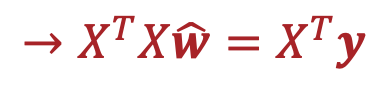 → XᵀXŵ = Xᵀy